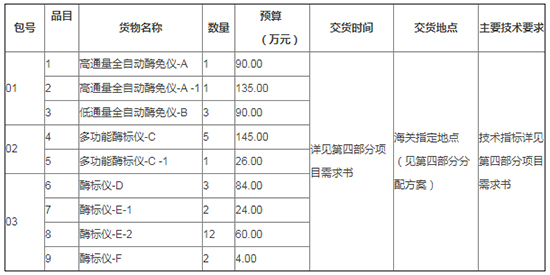 包号 品目 货物名称 数量 预算（万元） 交货时间 交货地点 主要技术要求
01
1 高通量全自动酶免仪-A 1 90.00
2 高通量全自动酶免仪-A -1 1 135.00
3 低通量全自动酶免仪-B 3 90.00
02
4 多功能酶标仪-C 5 145.00
5 多功能酶标仪-C -1 1 26.00
03
6 酶标仪-D 3 84.00
7 酶标仪-E-1 2 24.00
8 酶标仪-E-2 12 60.00
9 酶标仪-F 2 4.00
详见第四部分项
目需求书
海关指定地点
（见第四部分分
配方案）
技术指标详见
第四部分项目
需求书